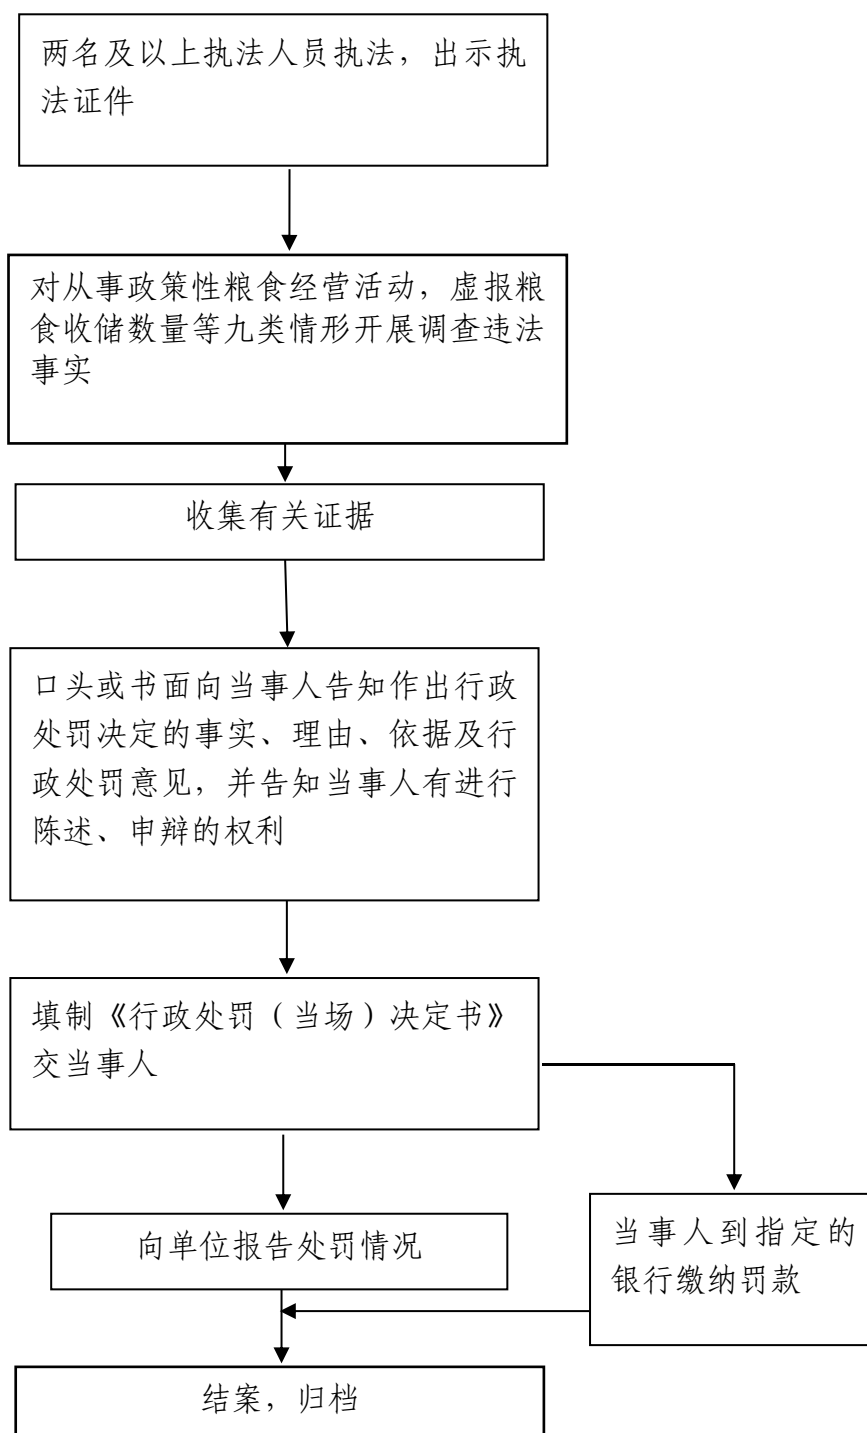 两名及以上执法人员执法，出示执
法证件
对从事政策性粮食经营活动，虚报粮
食收储数量等九类情形开展调查违法
事实
收集有关证据
口头或书面向当事人告知作出行政
处罚决定的事实、理由、依据及行
政处罚意见，并告知当事人有进行
陈述、申辩的权利
填制《行政处罚（当场）决定书》
交当事人
向单位报告处罚情况
当事人到指定的
银行缴纳罚款
结案，归档